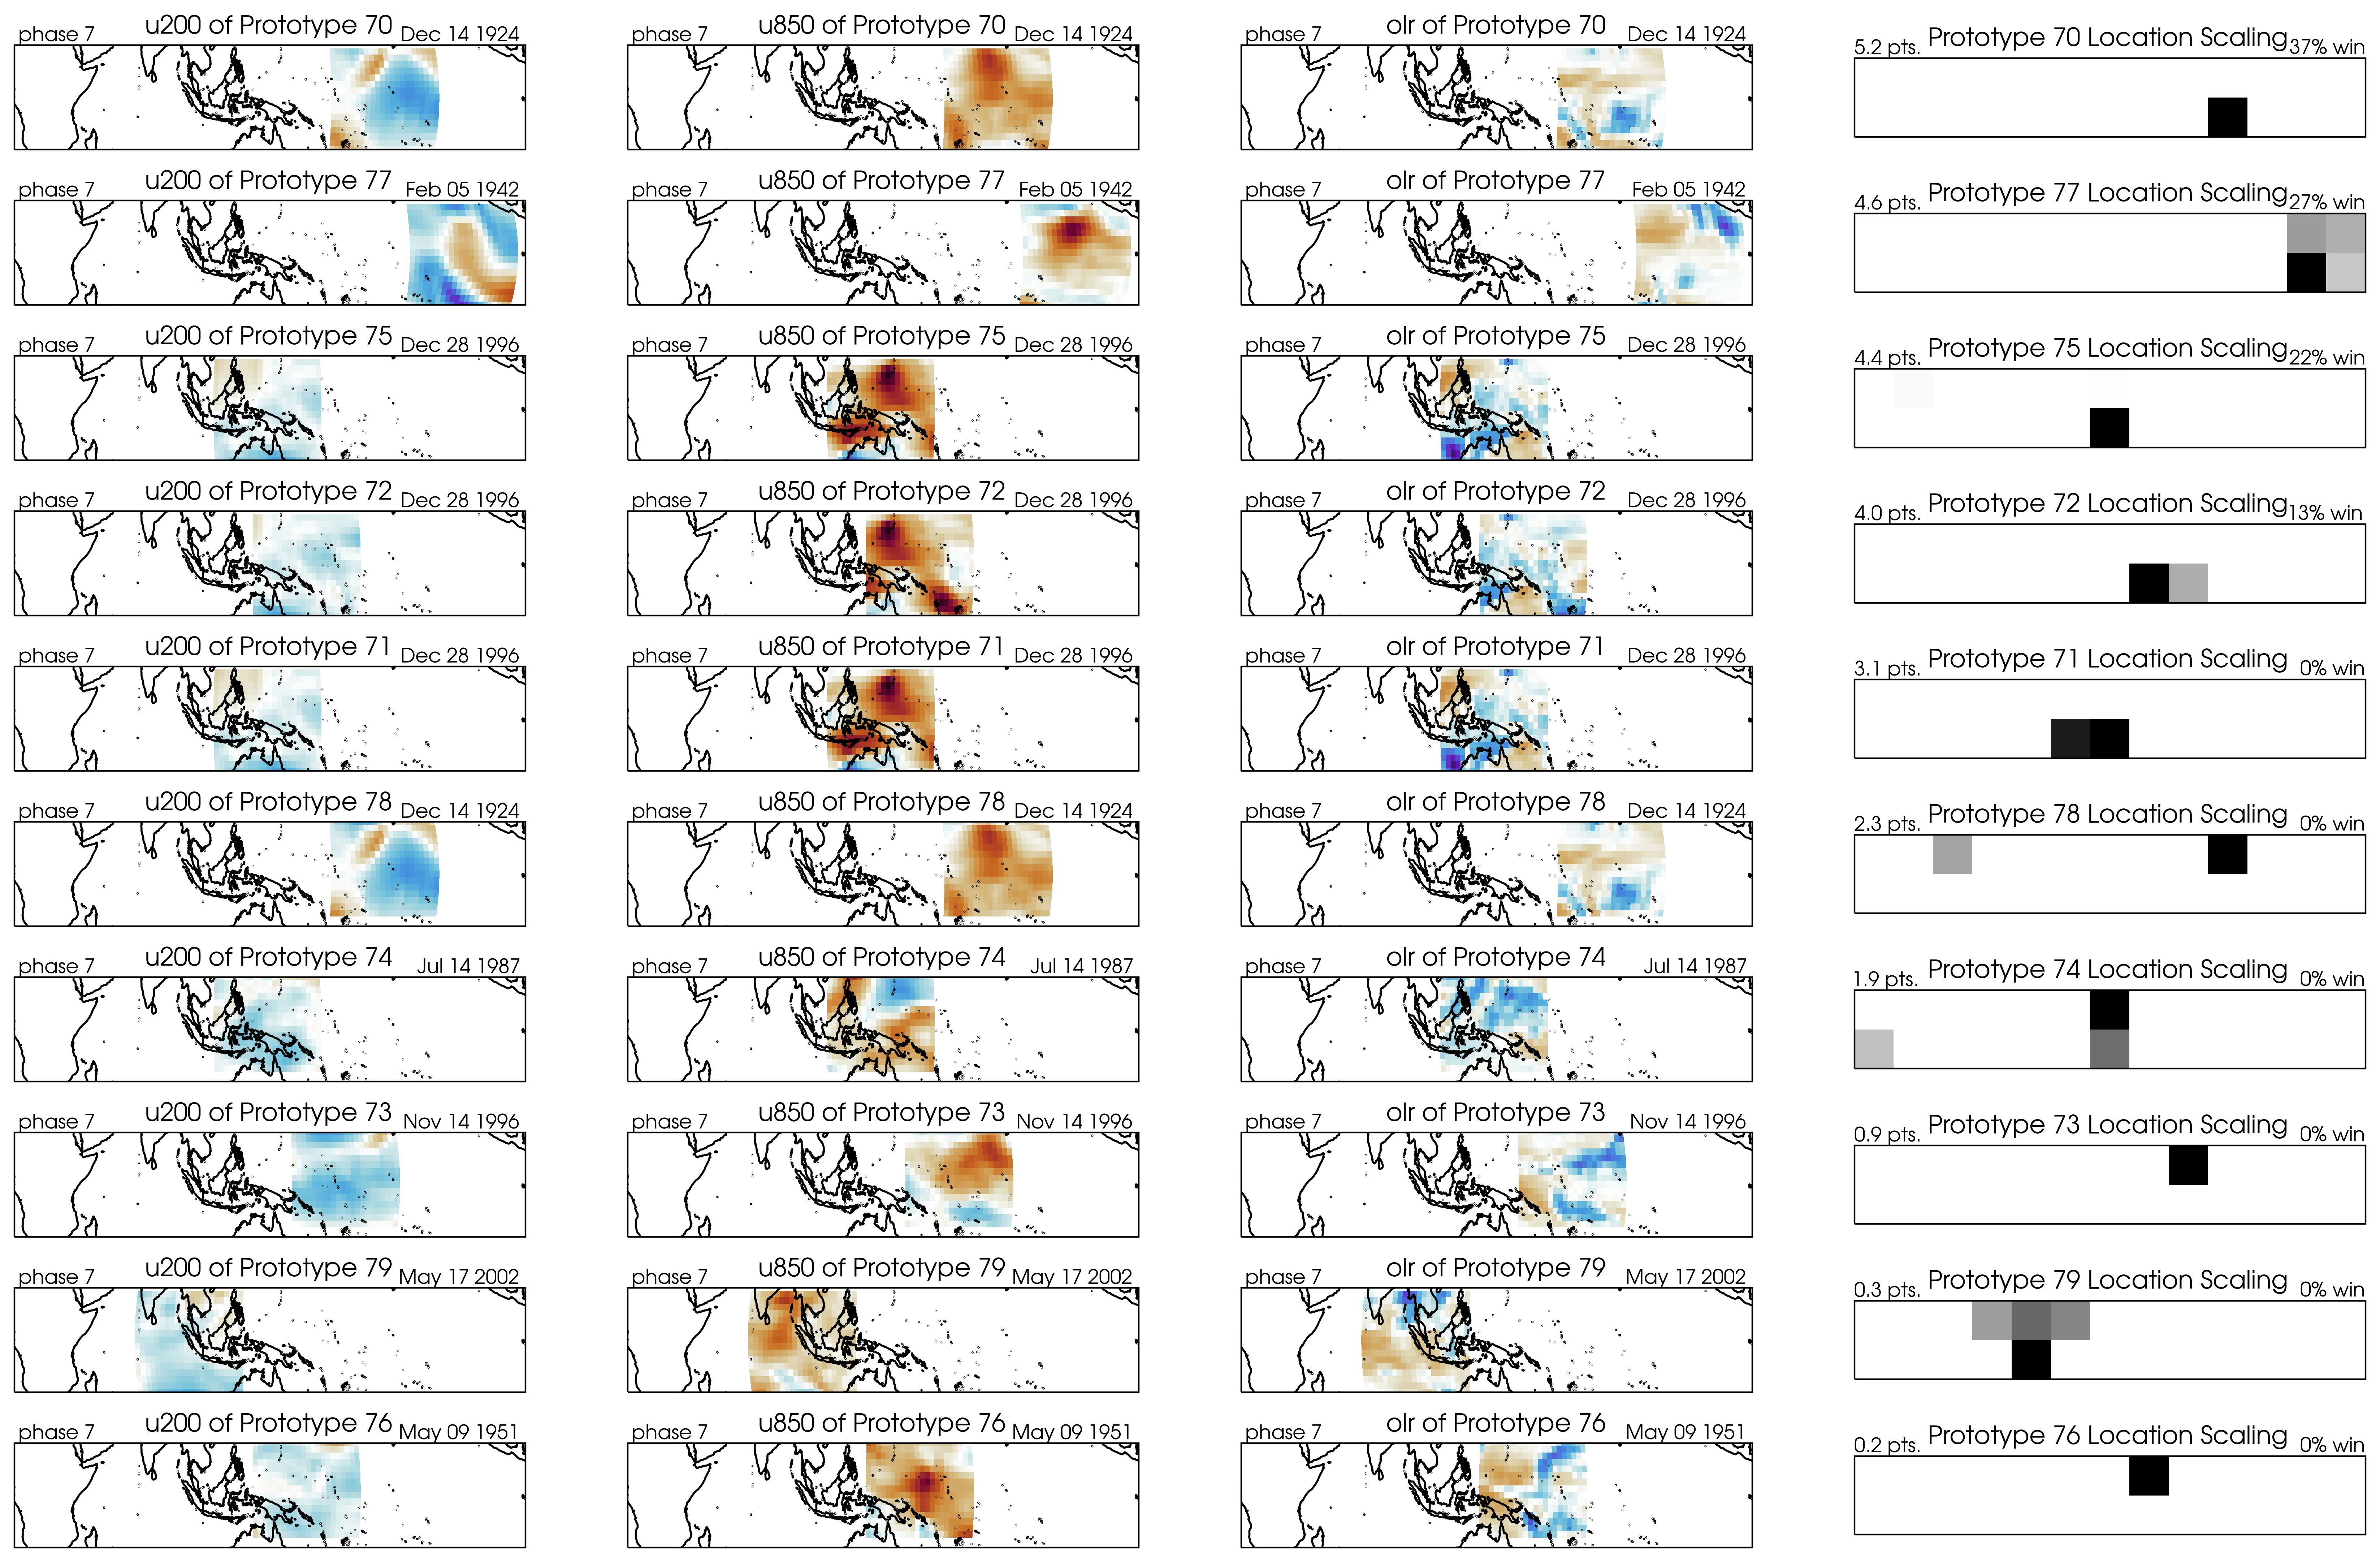 phase 7 u200 of Prototype 70 Dec 14 1924 phase 7 u850 of Prototype 70 Dec 14 1924 phase 7 olr of Prototype 70 Dec 14 1924 5.2 pts. Prototype 70 Location Scaling 37% win
phase 7 u200 of Prototype 77 Feb 05 1942 phase 7 u850 of Prototype 77 Feb 05 1942 phase 7 olr of Prototype 77 Feb 05 1942 4.6 pts. Prototype 77 Location Scaling 27% win
phase 7 u200 of Prototype 75 Dec 28 1996 phase 7 u850 of Prototype 75 Dec 28 1996 phase 7 olr of Prototype 75 Dec 28 1996 4.4 pts. Prototype 75 Location Scaling 22% win
phase 7 u200 of Prototype 72 Dec 28 1996 phase 7 u850 of Prototype 72 Dec 28 1996 phase 7 olr of Prototype 72 Dec 28 1996 4.0 pts. Prototype 72 Location Scaling 13% win
phase 7 u200 of Prototype 71 Dec 28 1996 phase 7 u850 of Prototype 71 Dec 28 1996 phase 7 olr of Prototype 71 Dec 28 1996 3.1 pts. Prototype 71 Location Scaling 0% win
phase 7 u200 of Prototype 78 Dec 14 1924 phase 7 u850 of Prototype 78 Dec 14 1924 phase 7 olr of Prototype 78 Dec 14 1924 2.3 pts. Prototype 78 Location Scaling 0% win
phase 7 u200 of Prototype 74 Jul 14 1987 phase 7 u850 of Prototype 74 Jul 14 1987 phase 7 olr of Prototype 74 Jul 14 1987 1.9 pts. Prototype 74 Location Scaling 0% win
phase 7 u200 of Prototype 73 Nov 14 1996 phase 7 u850 of Prototype 73 Nov 14 1996 phase 7 olr of Prototype 73 Nov 14 1996 0.9 pts. Prototype 73 Location Scaling 0% win
phase 7 u200 of Prototype 79 May 17 2002 phase 7 u850 of Prototype 79 May 17 2002 phase 7 olr of Prototype 79 May 17 2002 0.3 pts. Prototype 79 Location Scaling 0% win
phase 7 u200 of Prototype 76 May 09 1951 phase 7 u850 of Prototype 76 May 09 1951 phase 7 olr of Prototype 76 May 09 1951 0.2 pts. Prototype 76 Location Scaling 0% win